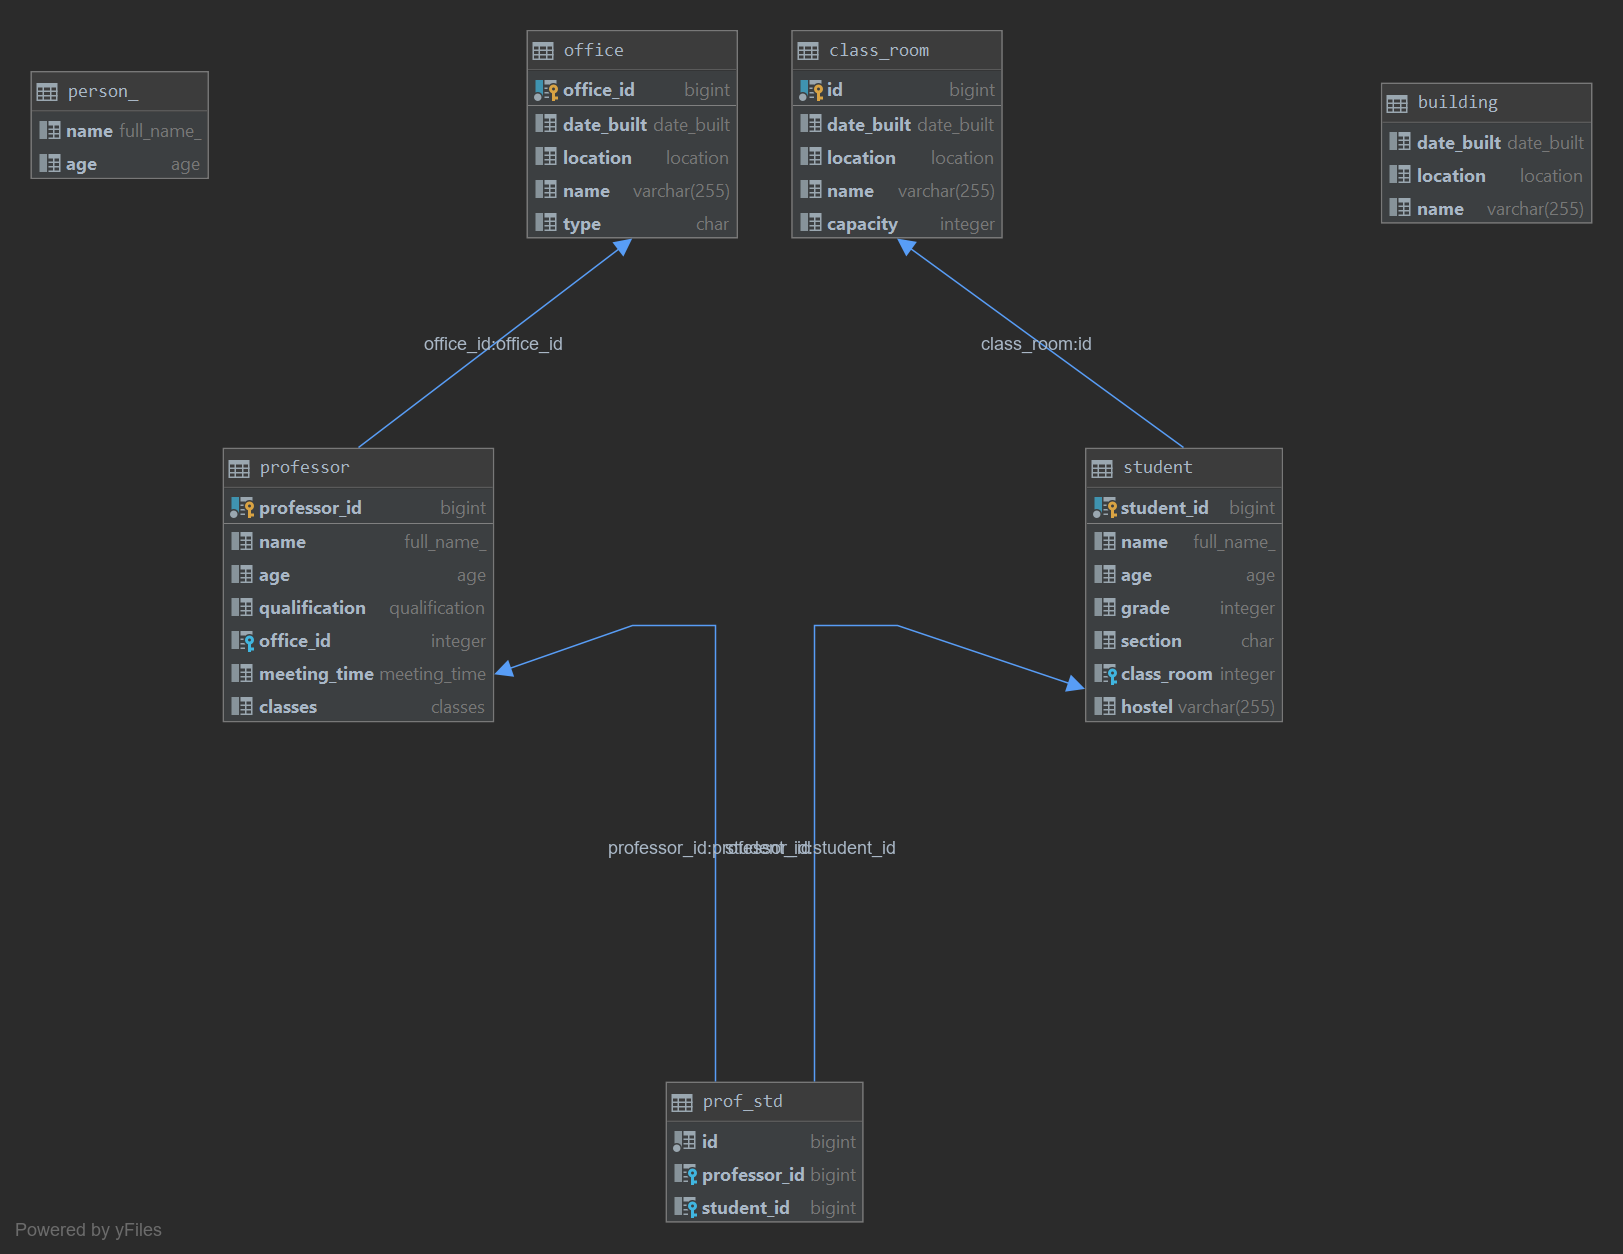 person_
name full_name_
age age
office
office_id bigint
date_built date_built
location location
name varchar(255)
type char
class_room
id bigint
date_built date_built
location location
name varchar(255)
capacity integer
building
date_built date_built
location location
name varchar(255)
office_id:office_id
class_room:id
professor
professor_id bigint
name full_name_
age age
qualification qualification
office_id integer
meeting_time meeting_time
classes classes
student
student_id bigint
name full_name_
age age
grade integer
section char
class_room integer
hostel varchar(255)
professor_id:professor_id
student_id:student_id
prof_std
id bigint
professor_id bigint
student_id bigint
Powered by yFiles